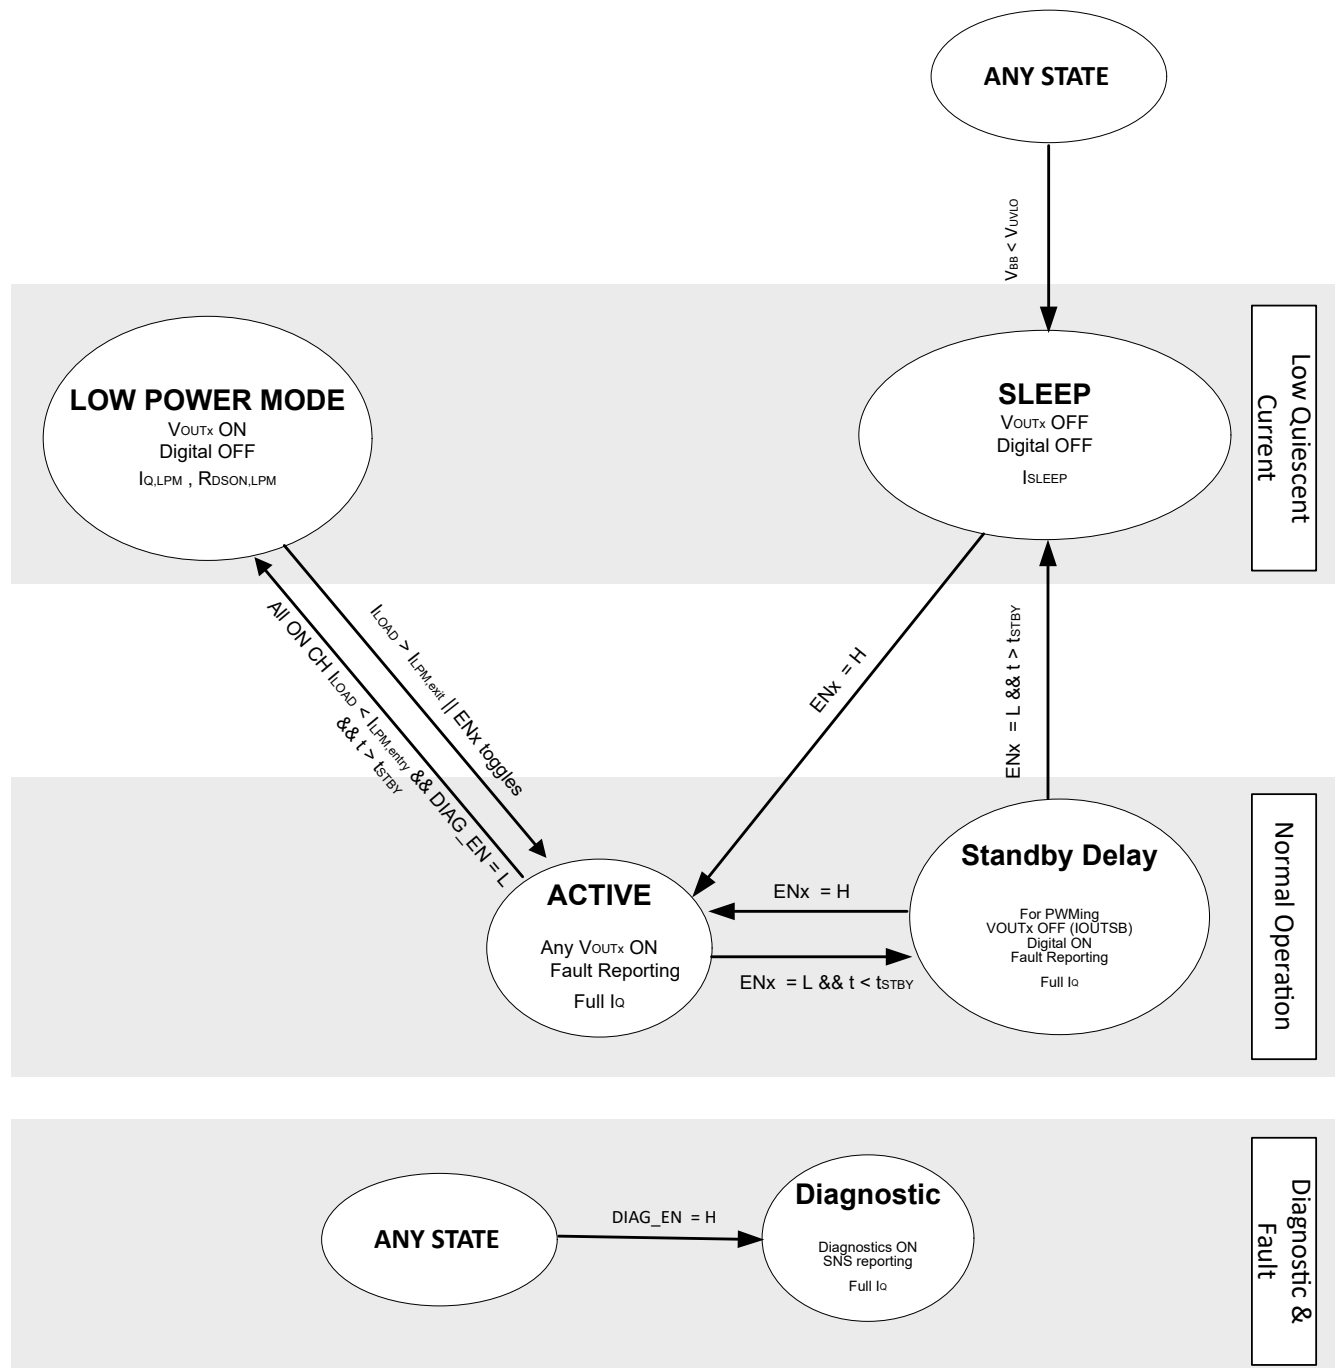 ANY STATE
VBB < VUVLO
LOW POWER MODE
VOUTx ON
Digital OFF
IQ,LPM , RDSON,LPM
SLEEP
VOUTx OFF
Digital OFF
ISLEEP
Low Quiescent
Current
ILOAD > ILPM,exit || ENx toggles
All ON CH ILOAD < ILPM,entry && DIAG_EN = L
&& t > tSTBY
ENx = H
ENx = L && t > tSTBY
ACTIVE
Any VOUTx ON
Fault Reporting
Full IQ
ENx = H
ENx = L && t < tSTBY
Standby Delay
For PWMing
VOUTx OFF (IOUTSB)
Digital ON
Fault Reporting
Full IQ
Normal Operation
ANY STATE
DIAG_EN = H
Diagnostic
Diagnostics ON
SNS reporting
Full IQ
Diagnostic &
Fault